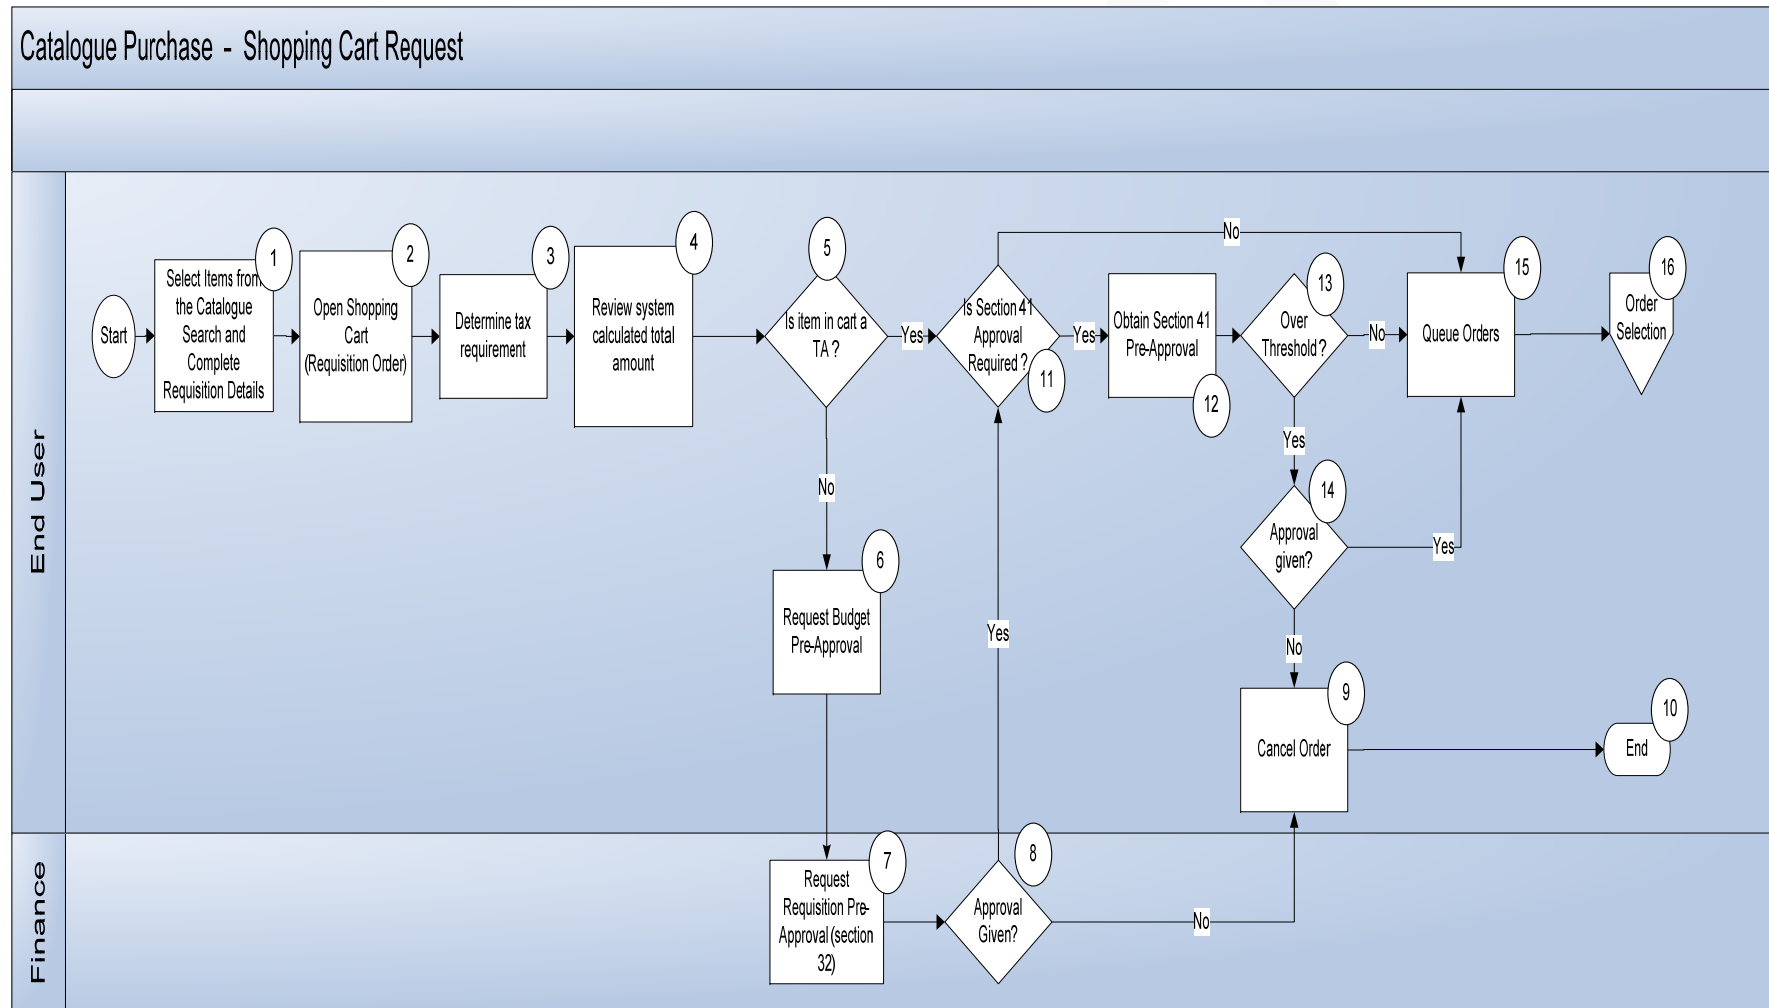 Catalogue Purchase - Shopping Cart Request
End User
Start
1
Select Items from
the Catalogue
Search and
Complete
Requisition Details
2
Open Shopping
Cart
(Requisition Order)
3
Determine tax
requirement
4
Review system
calculated total
amount
5
Is item in cart a
TA ?
Yes
No
6
Request Budget
Pre-Approval
Is Section 41
Approval
Required ?
11
No
Yes
Yes
Obtain Section 41
Pre-Approval
12
13
Over
Threshold ?
No
Yes
14
Approval
given?
Yes
No
15
Queue Orders
16
Order
Selection
9
Cancel Order
10
End
Finance
7
Request
Requisition Pre-
Approval (section
32)
8
Approval
Given?
No